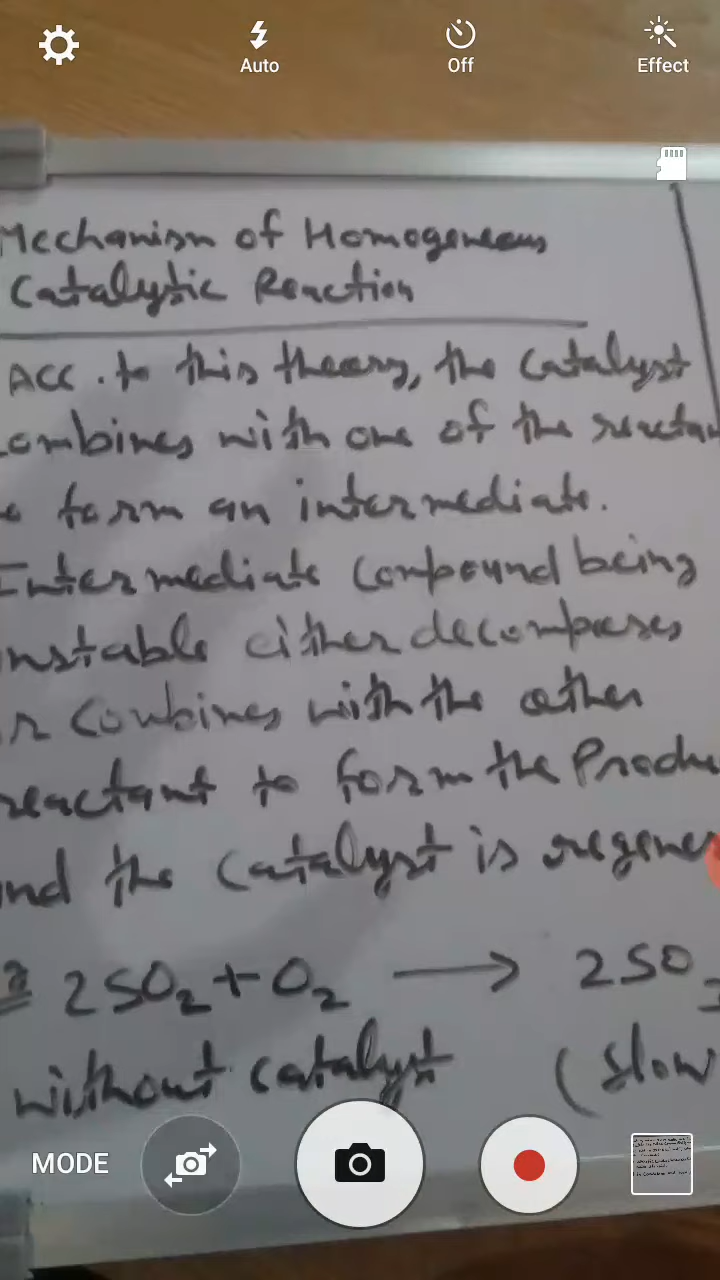 Auto
Off
Effect
Mechanism of Homogeneous
Catalytic Reaction
Acc. to this theory, the catalyst
ombines with one of the reactan
o form an intermediate.
Intermediate compound being
nstable either decomposes
r combines with the other
reactant to form the Produ
nd the catalyst is regener
2SO₂ + O₂ → 2SO
without catalyst (slow
MODE